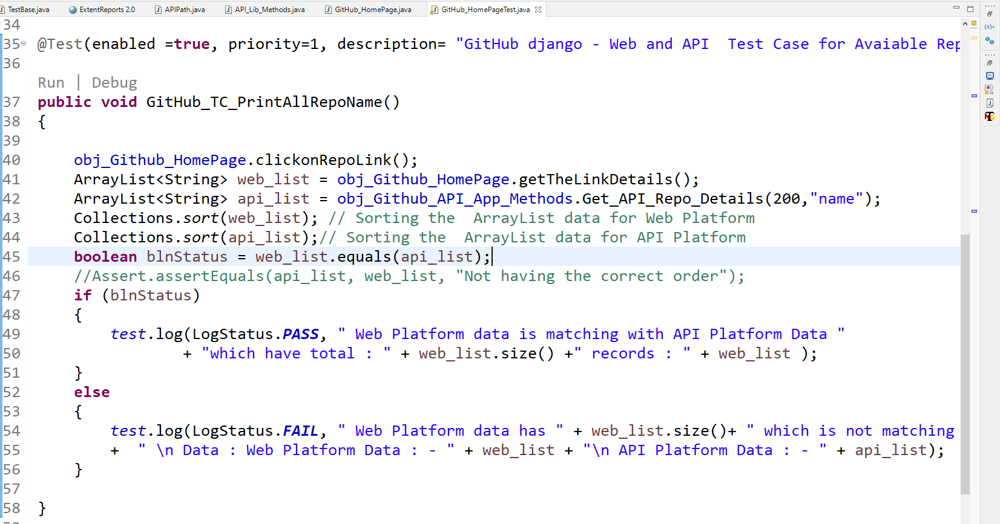 TestBase.java ExtentReports 2.0 APIPath.java API_Lib_Methods.java GitHub_HomePage.java GitHub_HomePageTest.java
34
35 @Test(enabled =true, priority=1, description= "GitHub django - Web and API  Test Case for Avaiable Rep
36
Run | Debug
37 public void GitHub_TC_PrintAllRepoName()
38 {
39
40 obj_Github_HomePage.clickonRepoLink();
41 ArrayList<String> web_list = obj_Github_HomePage.getTheLinkDetails();
42 ArrayList<String> api_list = obj_Github_API_App_Methods.Get_API_Repo_Details(200,"name");
43 Collections.sort(web_list); // Sorting the  ArrayList data for Web Platform
44 Collections.sort(api_list);// Sorting the  ArrayList data for API Platform
45 boolean blnStatus = web_list.equals(api_list);
46 //Assert.assertEquals(api_list, web_list, "Not having the correct order");
47 if (blnStatus)
48 {
49 test.log(LogStatus.PASS, " Web Platform data is matching with API Platform Data "
50 + "which have total : " + web_list.size() +" records : " + web_list );
51 }
52 else
53 {
54 test.log(LogStatus.FAIL, " Web Platform data has " + web_list.size()+ " which is not matching
55 +  " \n Data : Web Platform Data : - " + web_list + "\n API Platform Data : - " + api_list);
56 }
57
58 }